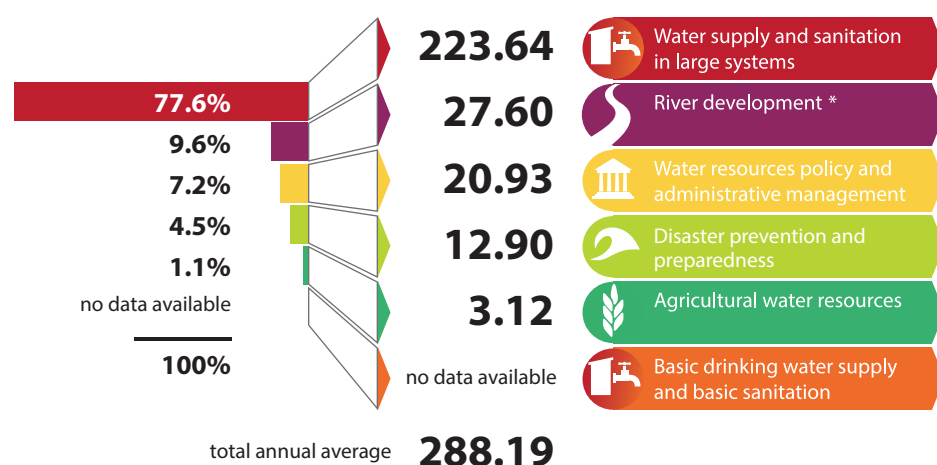 223.64
Water supply and sanitation
in large systems
77.6%
27.60
River development *
9.6%
20.93
Water resources policy and
administrative management
7.2%
4.5%
12.90
Disaster prevention and
preparedness
1.1%
3.12
Agricultural water resources
no data available
100%
no data available
Basic drinking water supply
and basic sanitation
total annual average 288.19